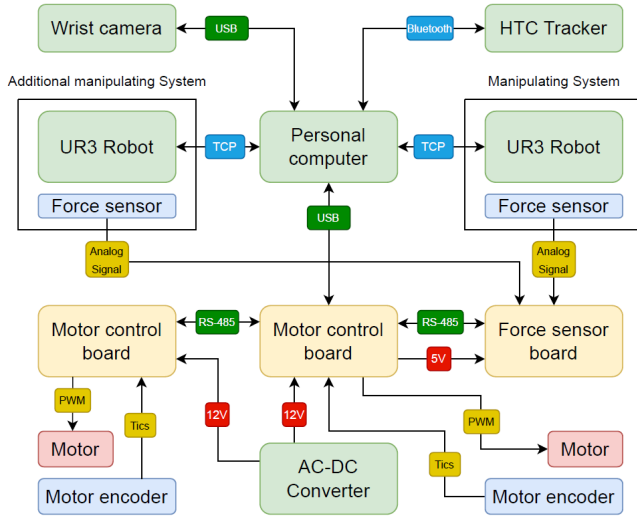 Wrist camera
USB
Bluetooth
HTC Tracker
Additional manipulating System
Manipulating System
UR3 Robot
TCP
Personal
computer
TCP
UR3 Robot
Force sensor
Force sensor
USB
Analog
Signal
Analog
Signal
Motor control
board
RS-485
Motor control
board
RS-485
Force sensor
board
5V
PWM
Tics
12V
12V
PWM
Motor
Motor
Tics
AC-DC
Converter
Motor encoder
Motor encoder